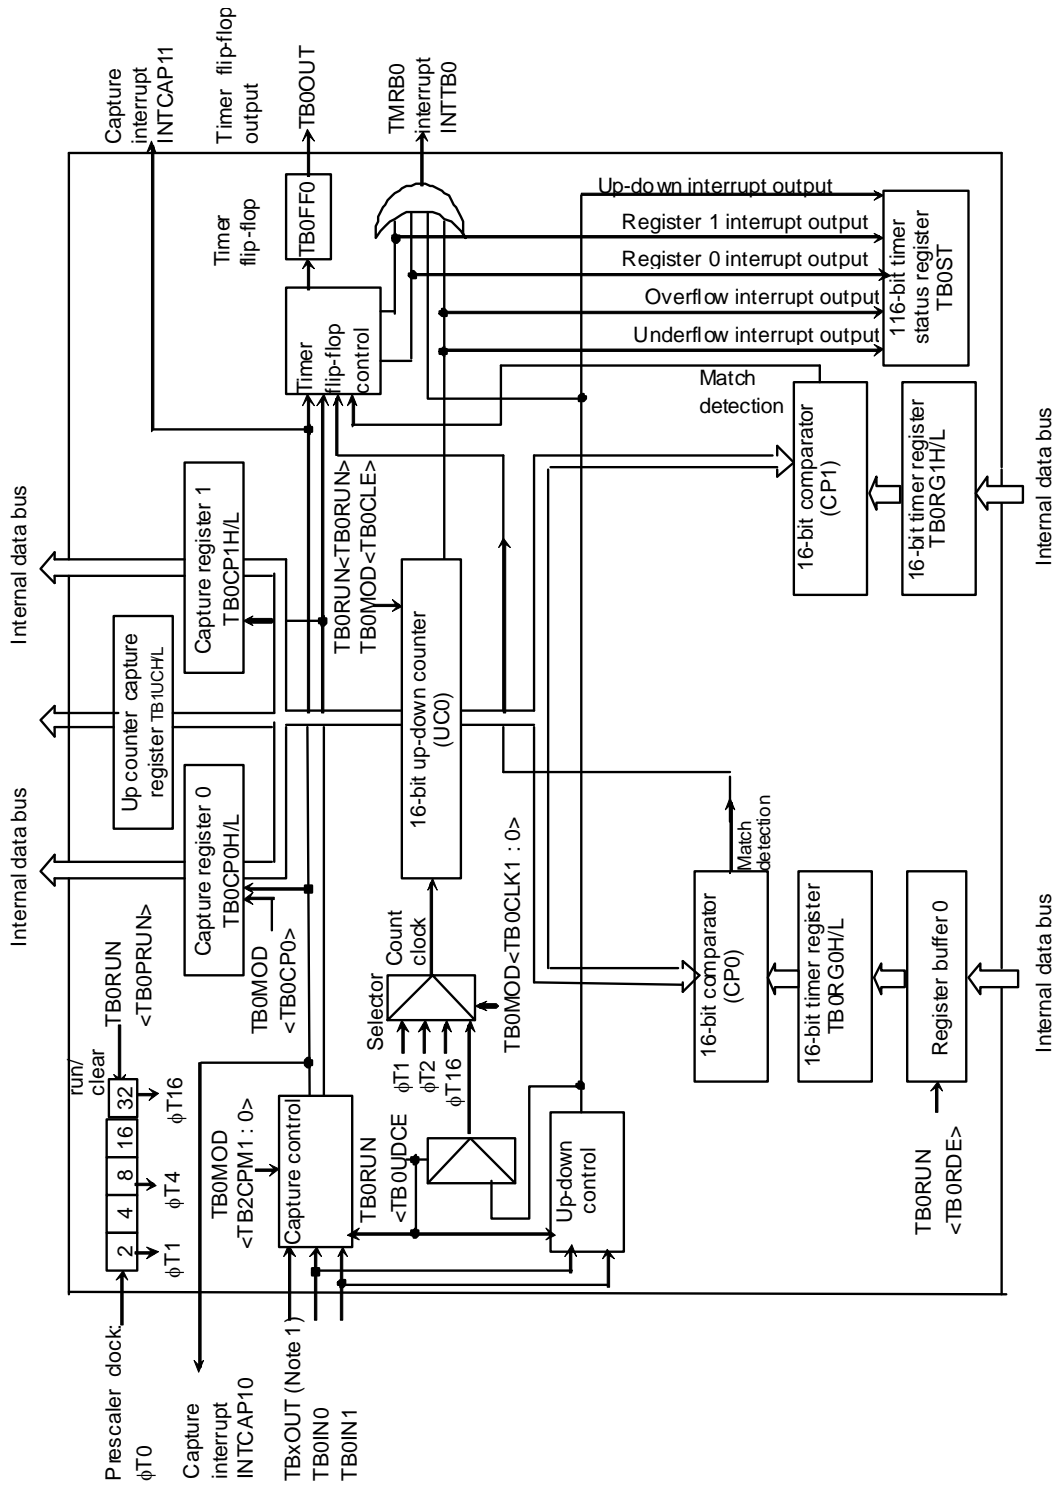 Prescaler dock:
φT0
2
4
8
16
32
run/
clear
φT1
φT4
φT16
TB0RUN
<TB0PRUN>
Internal data bus
Internal data bus
Capture
interrupt
INTCAP10
Capture
interrupt
INTCAP11
TB0MOD
<TB2CPM1 : 0>
Capture control
TBxOUT (Note 1)
TB0IN0
TB0IN1
TB0MOD
<TB0CP0>
Capture register 0
TB0CP0H/L
Up counter capture
register TB1UCH/L
Capture register 1
TB0CP1H/L
Timer
flip-flop
control
Timer
flip-flop
TB0FF0
Timer flip-flop
output
TB0OUT
TMRB0
interrupt
INTTB0
TB0RUN
<TB0UDCE
Selector
φT1
φT2
φT16
Count
clock
TB0MOD<TB0CLK1 : 0>
16-bit up-down counter
(UC0)
TB0RUN<TB0RUN>
TB0MOD<TB0CLE>
Up-down
control
Up-down interrupt output
Register 1 interrupt output
Register 0 interrupt output
Overflow interrupt output
Underflow interrupt output
116-bit timer
status register
TB0ST
Match
detection
16-bit comparator
(CP0)
Match
detection
16-bit comparator
(CP1)
16-bit timer register
TB0RG0H/L
16-bit timer register
TB0RG1H/L
Register buffer 0
TB0RUN
<TB0RDE>
Internal data bus
Internal data bus